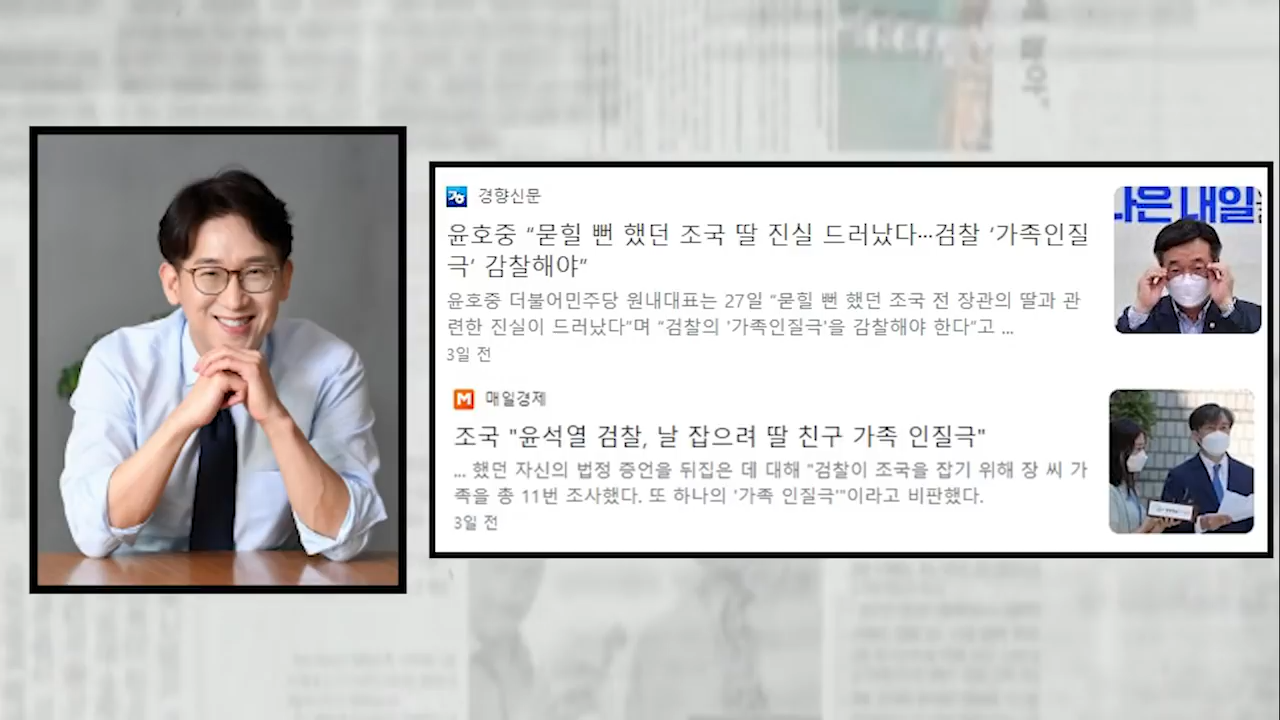 경향신문
윤호중 "묻힐 뻔 했던 조국 딸 진실 드러났다…검찰 '가족인질
극' 감찰해야"
윤호중 더불어민주당 원내대표는 27일 "묻힐 뻔 했던 조국 전 장관의 딸과 관
련한 진실이 드러났다"며 "검찰의 '가족인질극'을 감찰해야 한다"고 ...
3일 전
나은 내일
매일경제
조국 "윤석열 검찰, 날 잡으려 딸 친구 가족 인질극"
... 했던 자신의 법정 증언을 뒤집은 데 대해 "검찰이 조국을 잡기 위해 장 씨 가
족을 총 11번 조사했다. 또 하나의 '가족 인질극'"이라고 비판했다.
3일 전